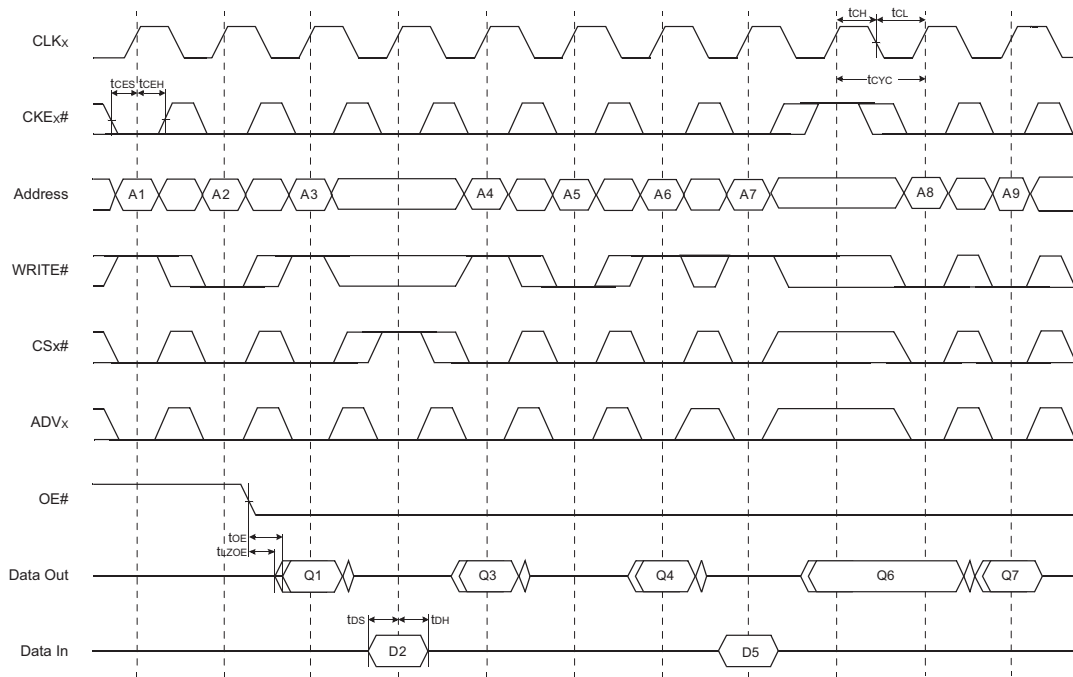 tCH tCL
CLKX
tCES tCEH tCYC
CKEX#
Address A1 A2 A3 A4 A5 A6 A7 A8 A9
WRITE#
CSX#
ADVX
OE#
tOE
tLZOE
Data Out Q1 Q3 Q4 Q6 Q7
tDS tDH
Data In D2 D5